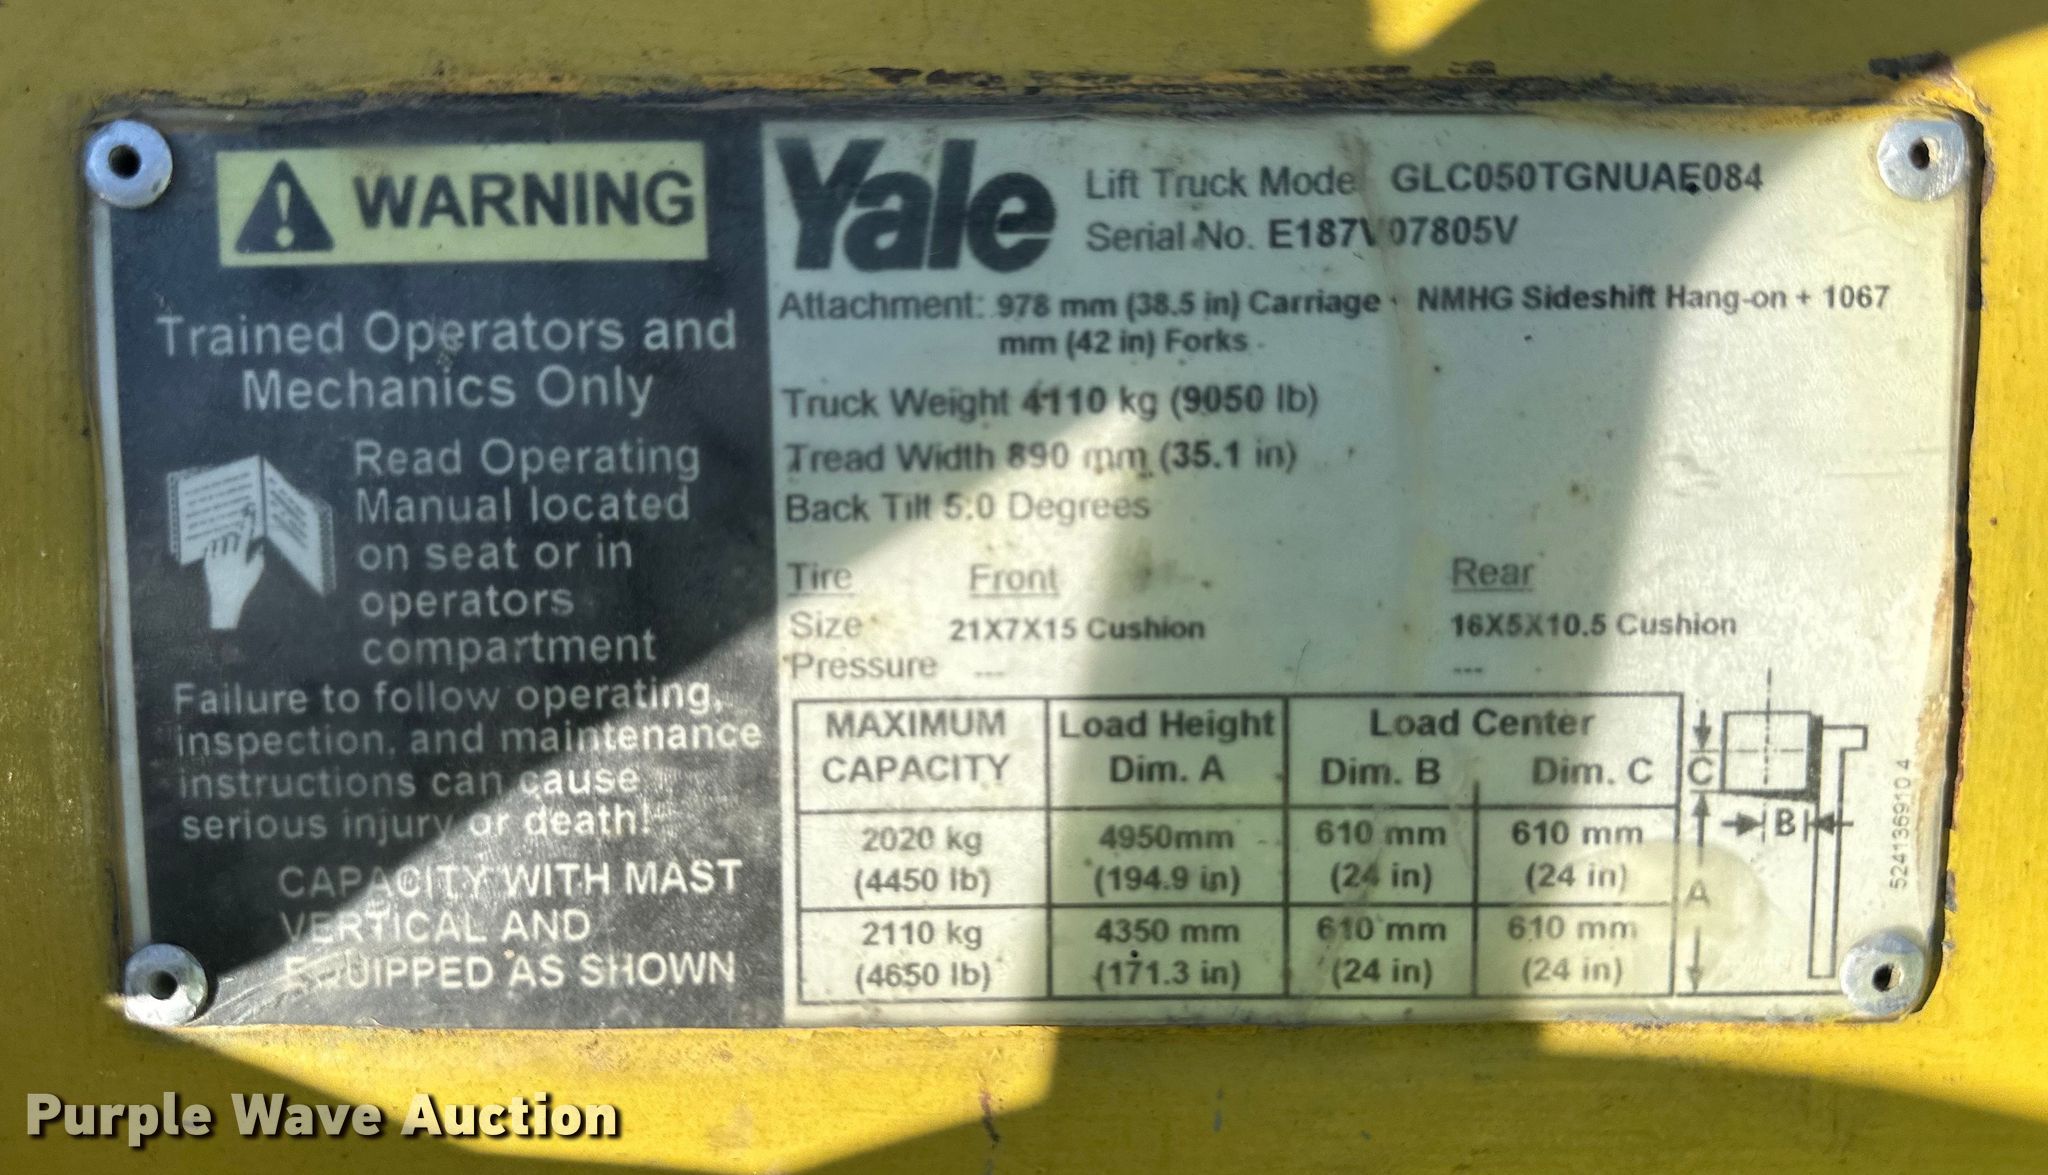 WARNING
Trained Operators and
Mechanics Only
Read Operating
Manual located
on seat or in
operators
compartment
Failure to follow operating,
inspection, and maintenance
instructions can cause
serious injury or death!
CAPACITY WITH MAST
VERTICAL AND
EQUIPPED AS SHOWN
Yale
Lift Truck Model GLC050TGNUAE084
Serial No. E187V07805V
Attachment: 978 mm (38.5 in) Carriage + NMHG Sideshift Hang-on + 1067
mm (42 in) Forks
Truck Weight 4110 kg (9050 lb)
Tread Width 890 mm (35.1 in)
Back Tilt 5.0 Degrees
Tire Front Rear
Size 21X7X15 Cushion 16X5X10.5 Cushion
Pressure --- ---
MAXIMUM Load Height Load Center
CAPACITY Dim. A Dim. B Dim. C
2020 kg 4950mm 610 mm 610 mm
(4450 lb) (194.9 in) (24 in) (24 in)
2110 kg 4350 mm 610 mm 610 mm
(4650 lb) (171.3 in) (24 in) (24 in)
C
B
A
524136910 4
Purple Wave Auction